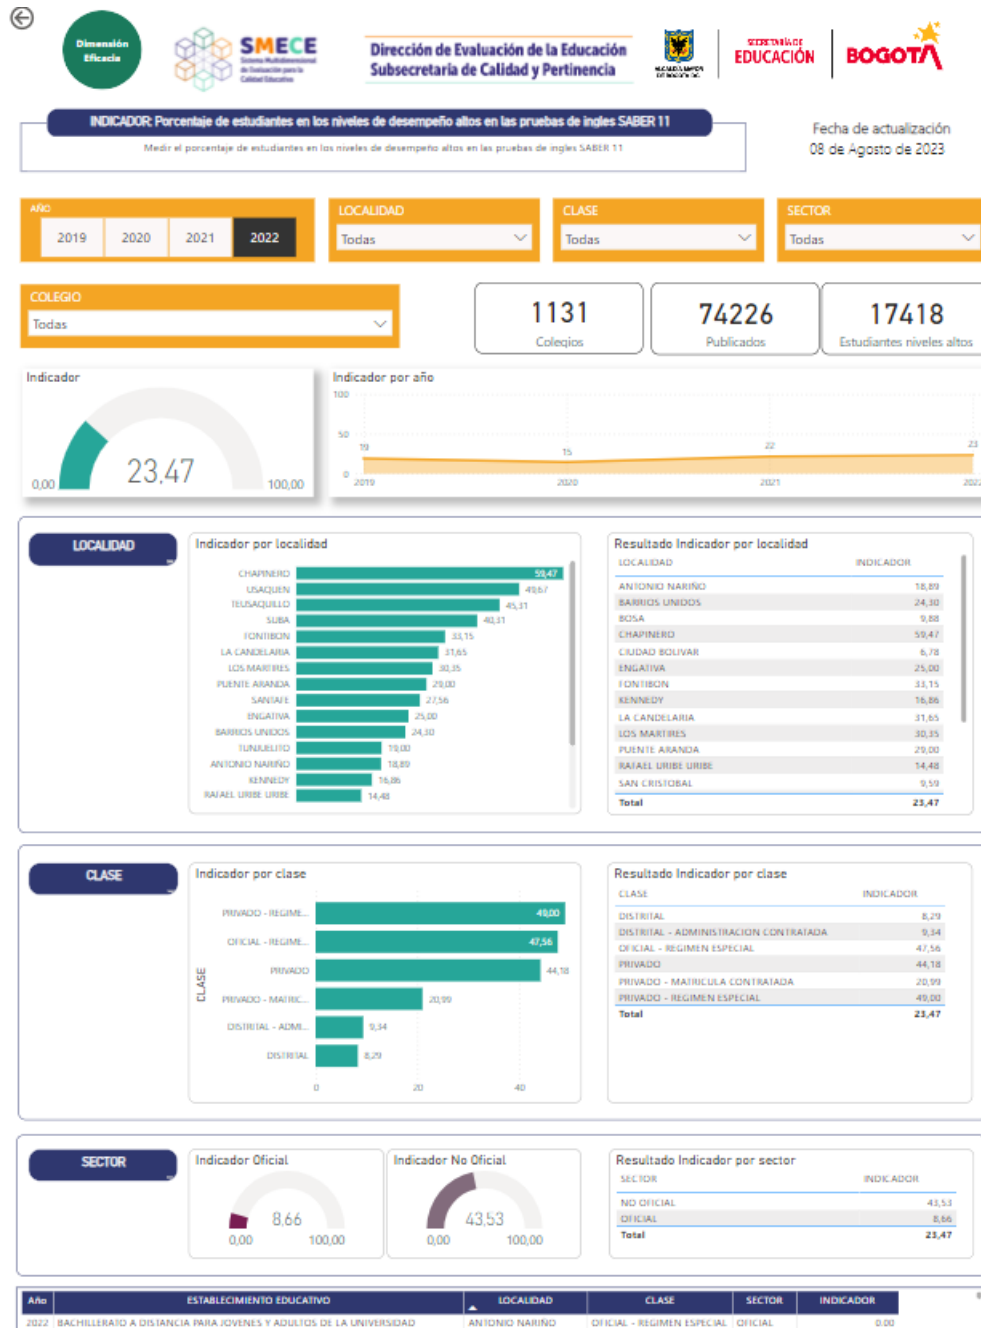 Dimensión
Eficacia
SMECE
Sistema Multidimensional
de Evaluación para la
Calidad Educativa
Dirección de Evaluación de la Educación
Subsecretaria de Calidad y Pertinencia
ALCALDÍA MAYOR
DE BOGOTÁ D.C.
SECRETARÍA DE
EDUCACIÓN
BOGOTÁ
INDICADOR: Porcentaje de estudiantes en los niveles de desempeño altos en las pruebas de ingles SABER 11
Medir el porcentaje de estudiantes en los niveles de desempeño altos en las pruebas de ingles SABER 11
Fecha de actualización
08 de Agosto de 2023
AÑO
2019 2020 2021 2022
LOCALIDAD
Todas
CLASE
Todas
SECTOR
Todas
COLEGIO
Todas
1131
Colegios
74226
Publicados
17418
Estudiantes niveles altos
Indicador
23,47
0,00 100,00
Indicador por año
100
50
0
19 15 22 23
2019 2020 2021 2022
LOCALIDAD
Indicador por localidad
CHAPINERO 59,47
USAQUEN 49,67
TEUSAQUILLO 45,31
SUBA 40,31
FONTIBON 33,15
LA CANDELARIA 31,65
LOS MARTIRES 30,35
PUENTE ARANDA 29,00
SANTAFE 27,56
ENGATIVA 25,00
BARRIOS UNIDOS 24,30
TUNJUELITO 19,00
ANTONIO NARIÑO 18,89
KENNEDY 16,86
RAFAEL URIBE URIBE 14,48
Resultado Indicador por localidad
LOCALIDAD INDICADOR
ANTONIO NARIÑO 18,89
BARRIOS UNIDOS 24,30
BOSA 9,88
CHAPINERO 59,47
CIUDAD BOLIVAR 6,78
ENGATIVA 25,00
FONTIBON 33,15
KENNEDY 16,86
LA CANDELARIA 31,65
LOS MARTIRES 30,35
PUENTE ARANDA 29,00
RAFAEL URIBE URIBE 14,48
SAN CRISTOBAL 9,59
Total 23,47
CLASE
Indicador por clase
CLASE
PRIVADO - REGIME... 49,00
OFICIAL - REGIME... 47,56
PRIVADO 44,18
PRIVADO - MATRIC... 20,99
DISTRITAL - ADMI... 9,34
DISTRITAL 8,29
0 20 40
Resultado Indicador por clase
CLASE INDICADOR
DISTRITAL 8,29
DISTRITAL - ADMINISTRACION CONTRATADA 9,34
OFICIAL - REGIMEN ESPECIAL 47,56
PRIVADO 44,18
PRIVADO - MATRICULA CONTRATADA 20,99
PRIVADO - REGIMEN ESPECIAL 49,00
Total 23,47
SECTOR
Indicador Oficial
8,66
0,00 100,00
Indicador No Oficial
43,53
0,00 100,00
Resultado Indicador por sector
SECTOR INDICADOR
NO OFICIAL 43,53
OFICIAL 8,66
Total 23,47
Año ESTABLECIMIENTO EDUCATIVO LOCALIDAD CLASE SECTOR INDICADOR
2022 BACHILLERATO A DISTANCIA PARA JOVENES Y ADULTOS DE LA UNIVERSIDAD ANTONIO NARIÑO OFICIAL - REGIMEN ESPECIAL OFICIAL 0.00